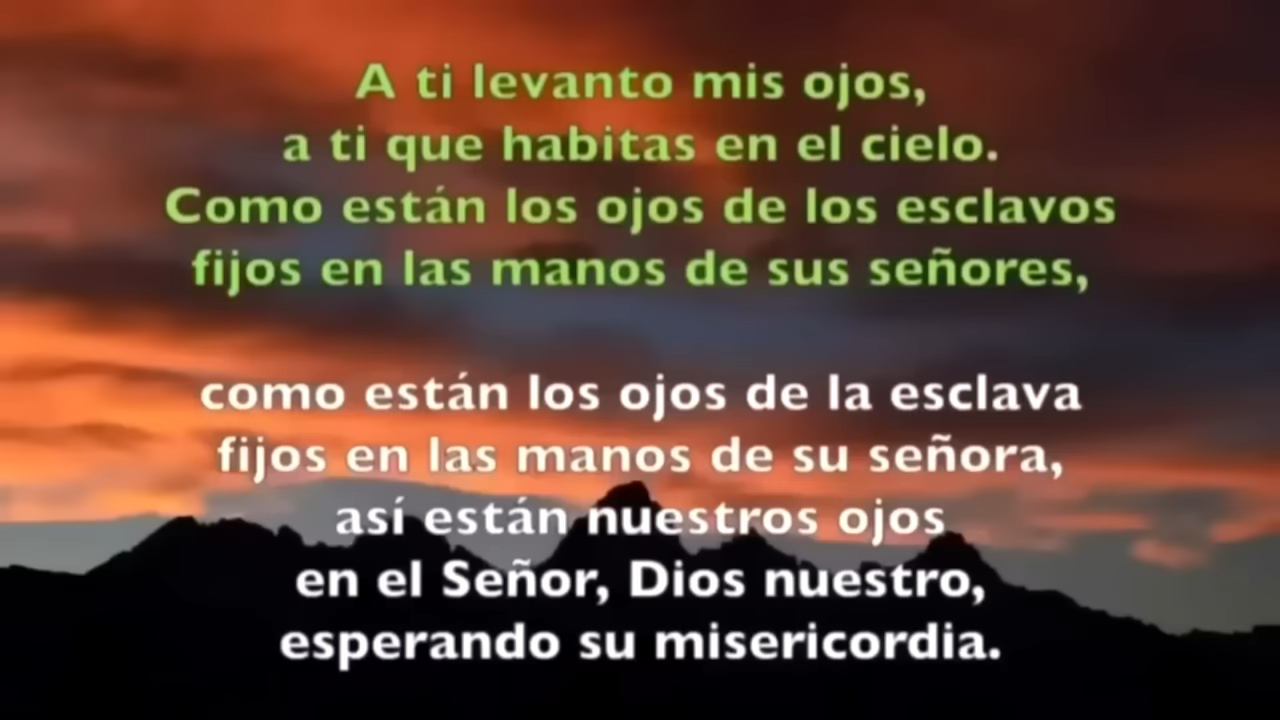 A ti levanto mis ojos,
a ti que habitas en el cielo.
Como están los ojos de los esclavos
fijos en las manos de sus señores,
como están los ojos de la esclava
fijos en las manos de su señora,
así están nuestros ojos
en el Señor, Dios nuestro,
esperando su misericordia.